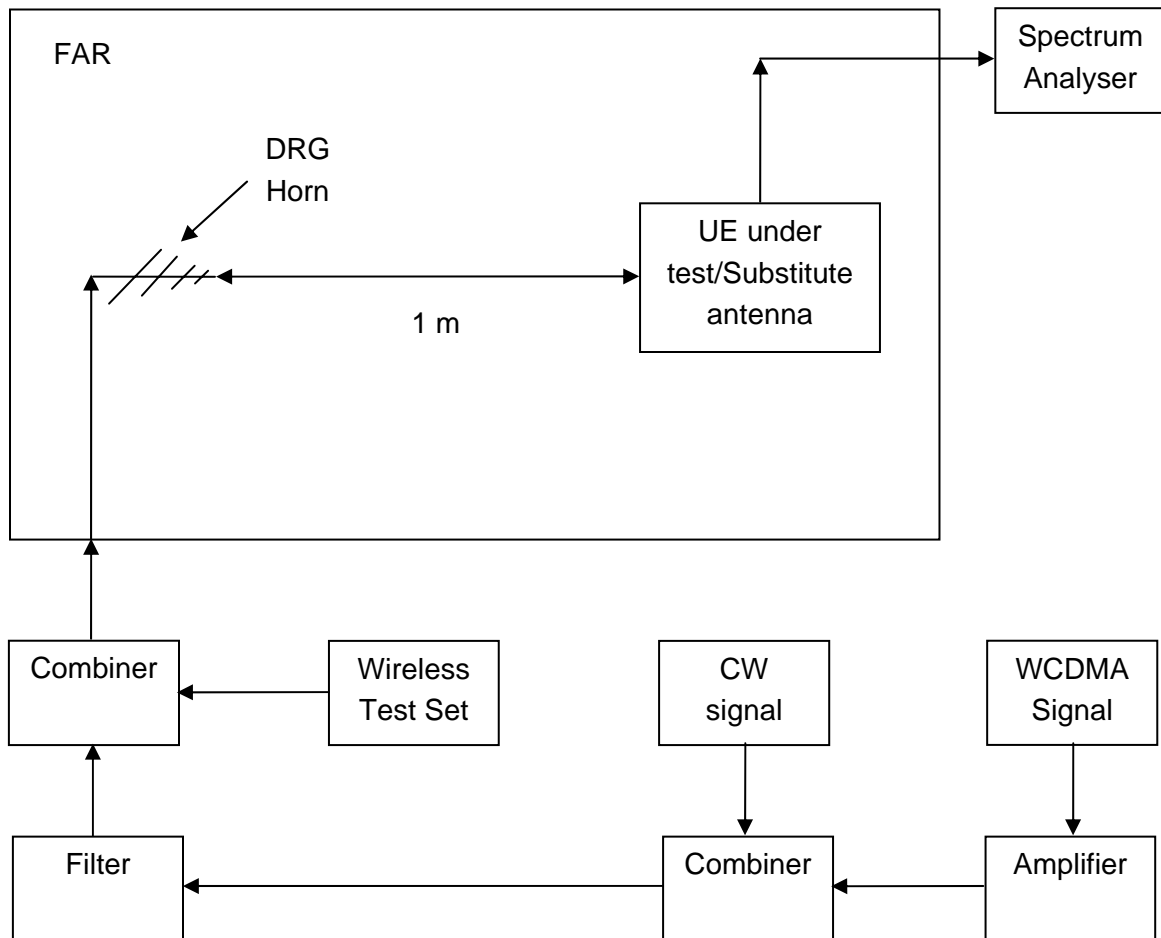 FAR
Spectrum
Analyser
DRG
Horn
UE under
test/Substitute
antenna
1 m
Combiner
Wireless
Test Set
CW
signal
WCDMA
Signal
Filter
Combiner
Amplifier